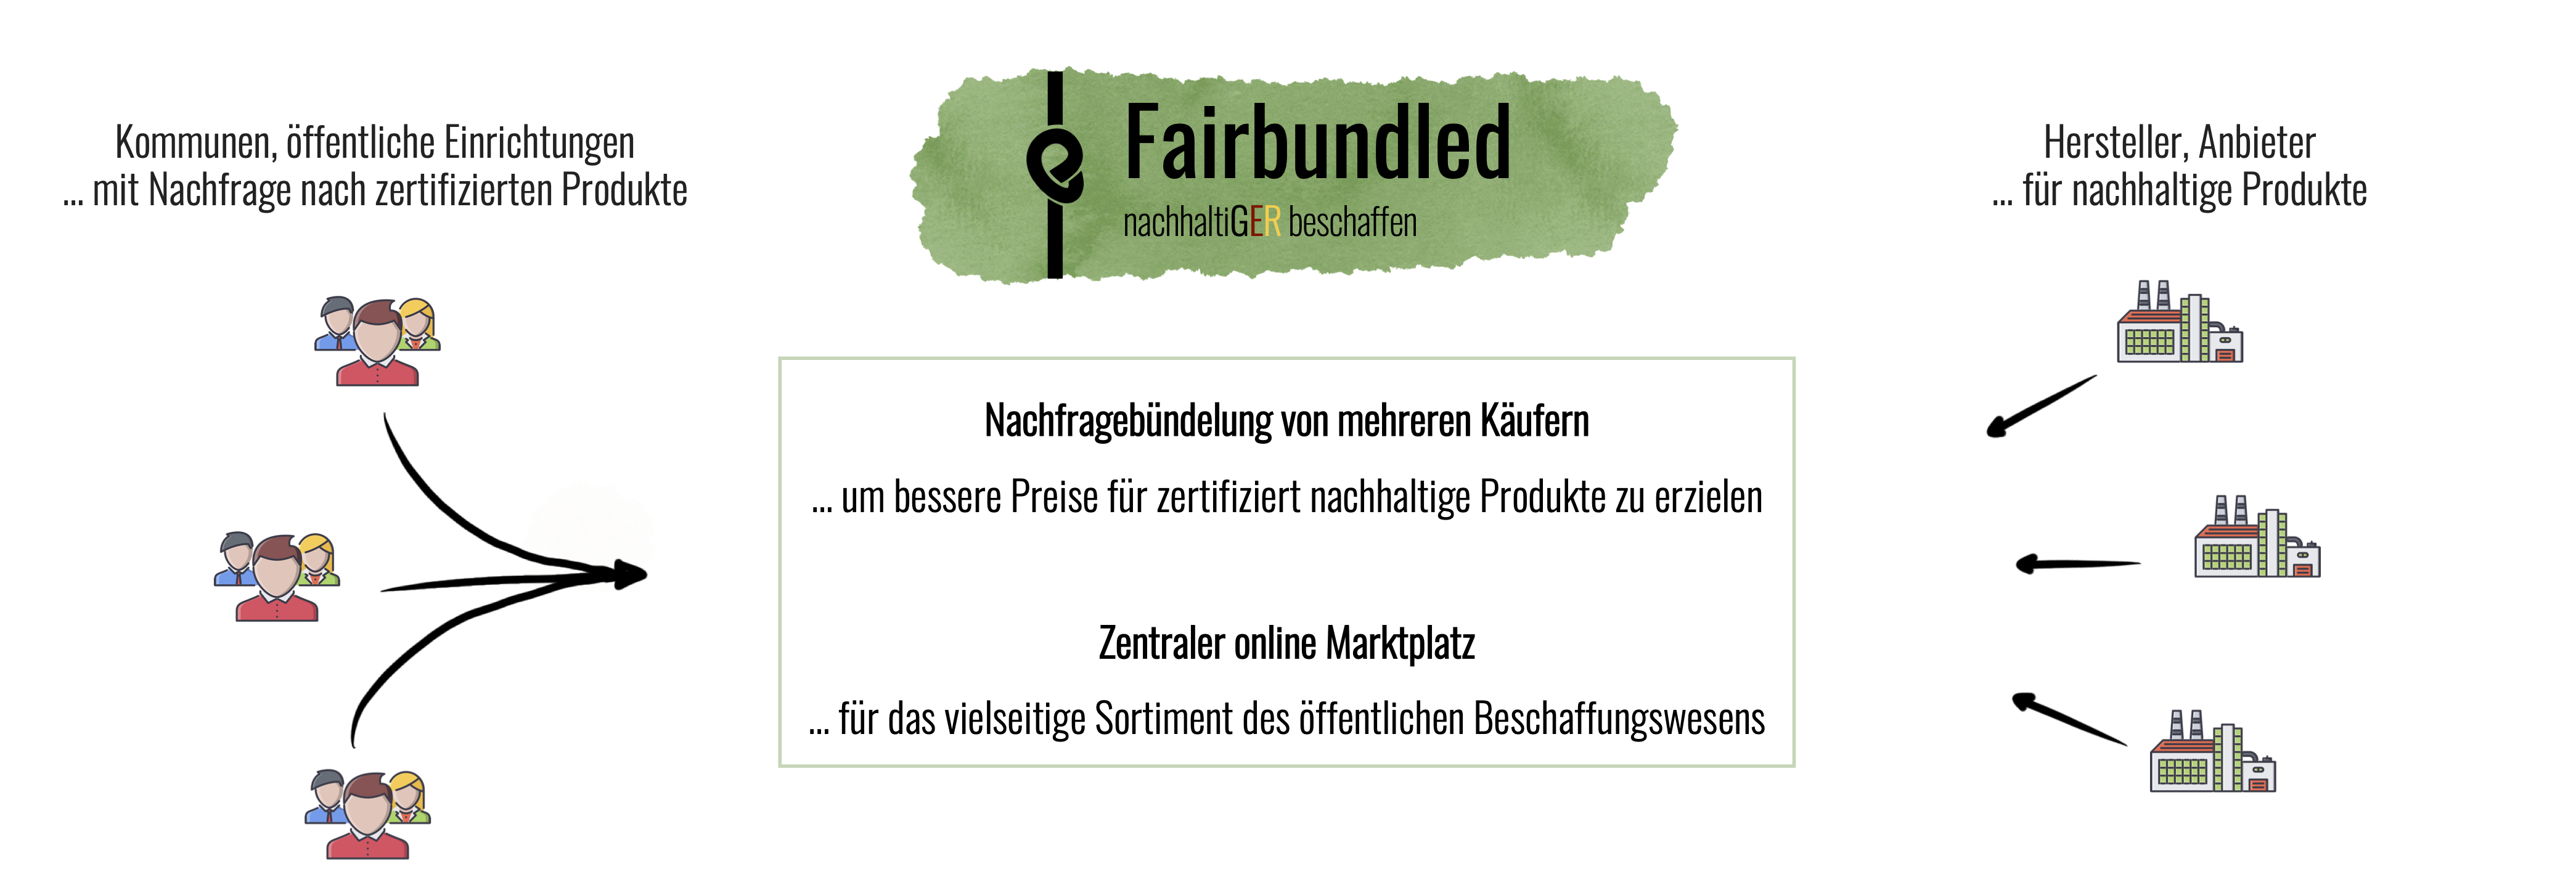 Kommunen, öffentliche Einrichtungen
... mit Nachfrage nach zertifizierten Produkte
Fairbundled
nachhaltiGER beschaffen
Nachfragebündelung von mehreren Käufern
... um bessere Preise für zertifiziert nachhaltige Produkte zu erzielen
Zentraler online Marktplatz
... für das vielseitige Sortiment des öffentlichen Beschaffungswesens
Hersteller, Anbieter
... für nachhaltige Produkte